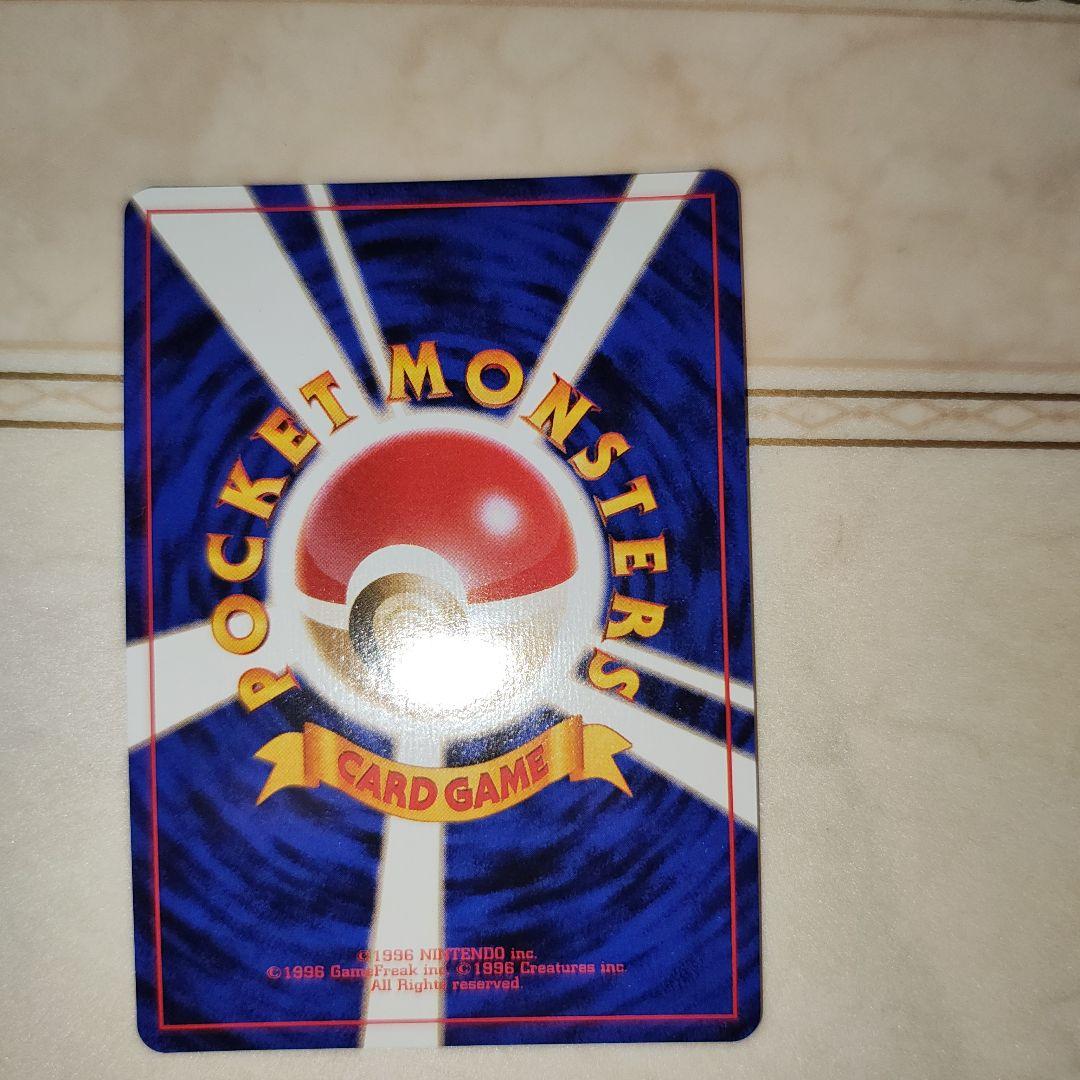 POCKET MONSTERS
CARD GAME
©1996 NINTENDO inc.
©1996 GameFreak inc. ©1996 Creatures inc.
All Rights reserved.